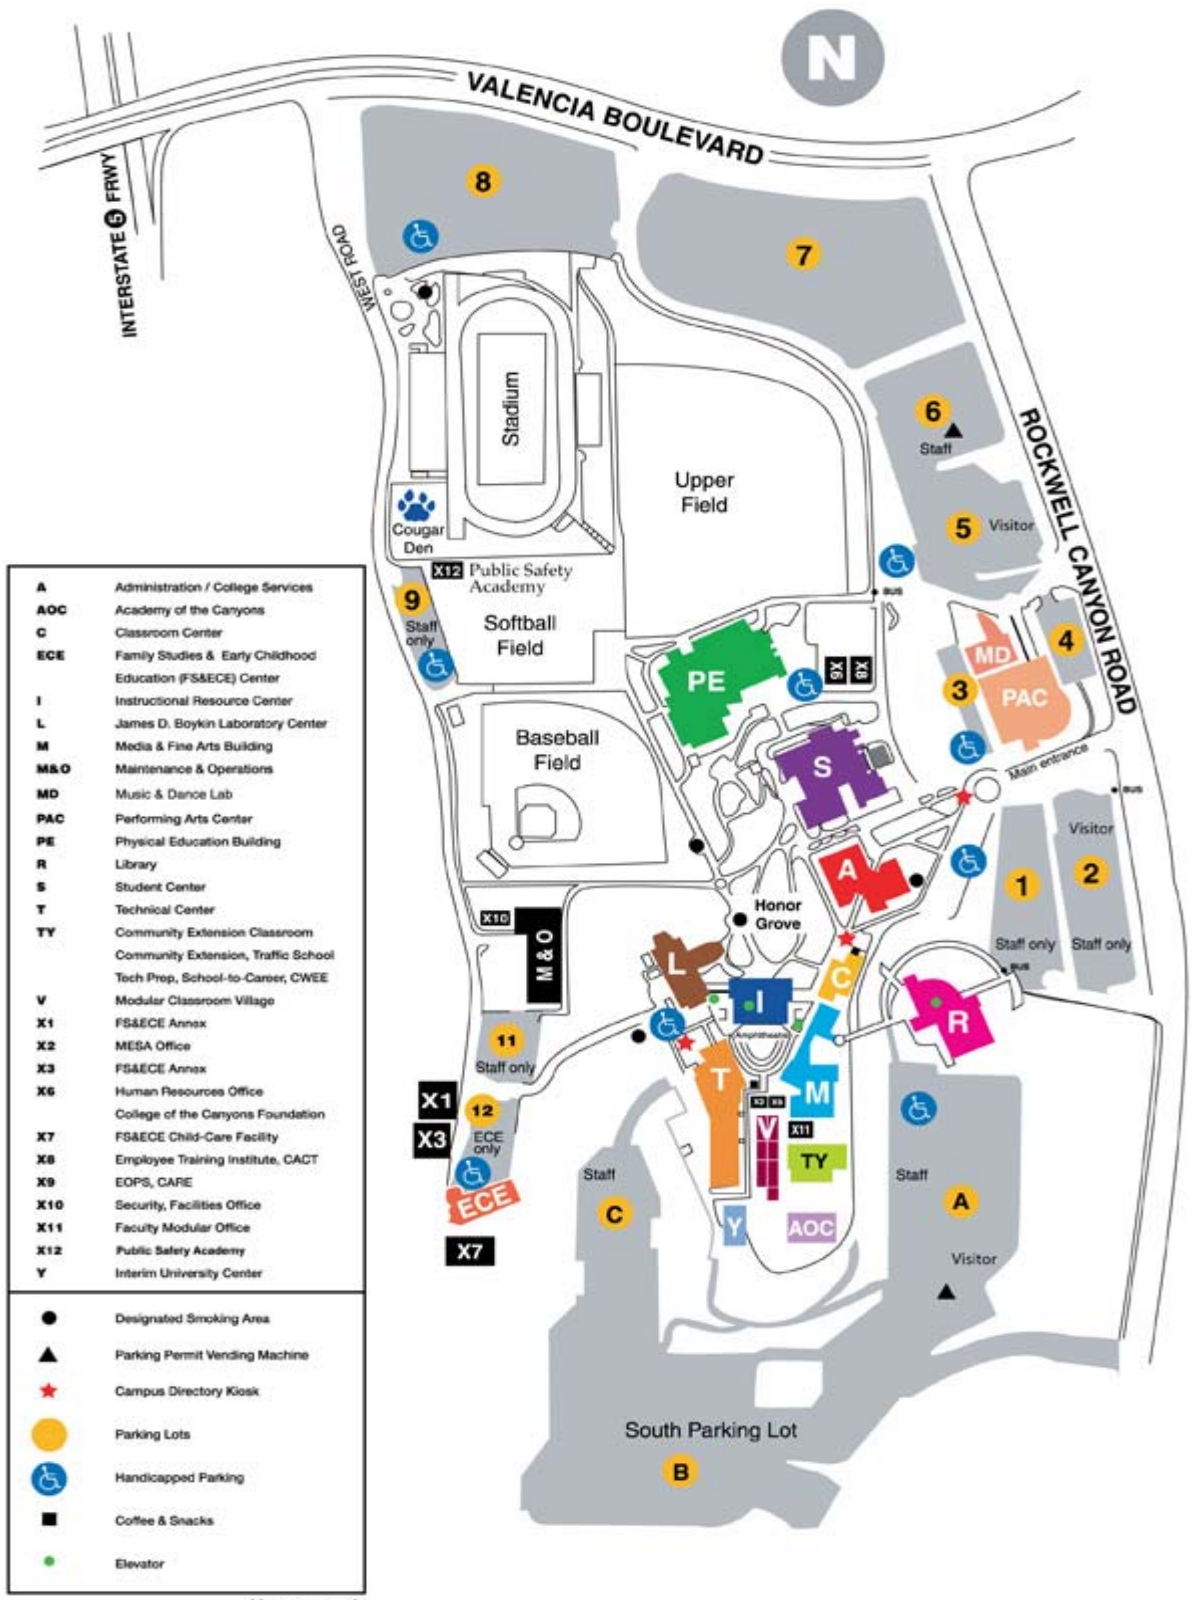 N
VALENCIA BOULEVARD
INTERSTATE 5 FRWY
WEST ROAD
ROCKWELL CANYON ROAD
8
7
6
Staff
5 Visitor
Stadium
Upper
Field
Cougar
Den
X12 Public Safety
Academy
9
Staff
only
Softball
Field
BUS
PE
X6
X8
MD
PAC
4
3
Baseball
Field
S
Main entrance
BUS
Visitor
1
2
Staff only
Staff only
BUS
A
Honor
Grove
X10
M & O
L
I
C
R
Amphitheatre
11
Staff only
T
M
X1
X3
12
ECE
only
ECE
X7
V
X11
TY
Y
AOC
Staff
C
Staff
A
Visitor
South Parking Lot
B
A Administration / College Services
AOC Academy of the Canyons
C Classroom Center
ECE Family Studies & Early Childhood
Education (FS&ECE) Center
I Instructional Resource Center
L James D. Boykin Laboratory Center
M Media & Fine Arts Building
M&O Maintenance & Operations
MD Music & Dance Lab
PAC Performing Arts Center
PE Physical Education Building
R Library
S Student Center
T Technical Center
TY Community Extension Classroom
Community Extension, Traffic School
Tech Prep, School-to-Career, CWEE
V Modular Classroom Village
X1 FS&ECE Annex
X2 MESA Office
X3 FS&ECE Annex
X6 Human Resources Office
College of the Canyons Foundation
X7 FS&ECE Child-Care Facility
X8 Employee Training Institute, CACT
X9 EOPS, CARE
X10 Security, Facilities Office
X11 Faculty Modular Office
X12 Public Safety Academy
Y Interim University Center
Designated Smoking Area
Parking Permit Vending Machine
Campus Directory Kiosk
Parking Lots
Handicapped Parking
Coffee & Snacks
Elevator